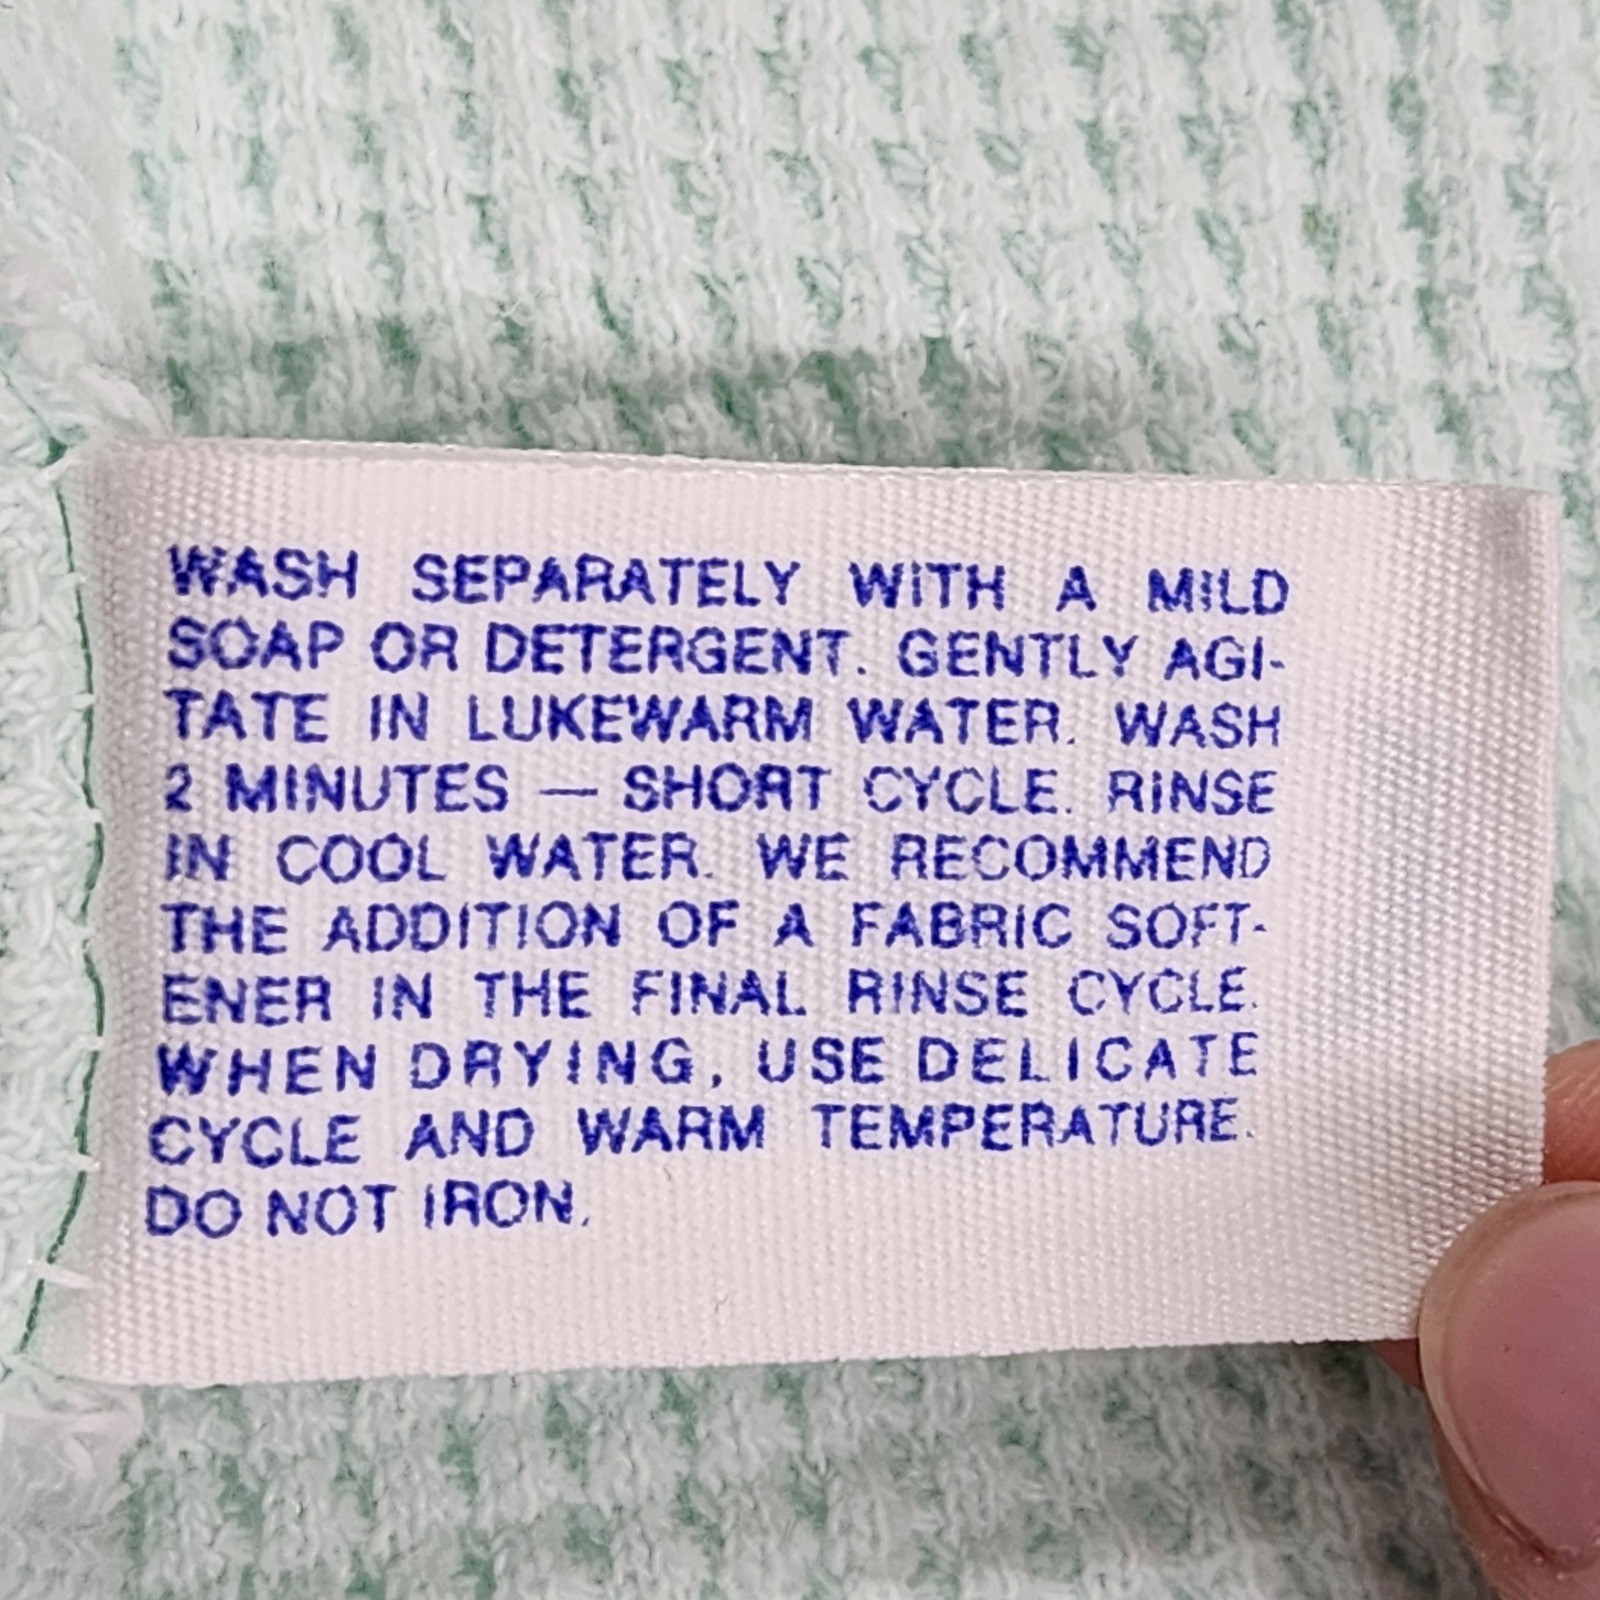 WASH SEPARATELY WITH A MILD
SOAP OR DETERGENT. GENTLY AGI-
TATE IN LUKEWARM WATER. WASH
2 MINUTES — SHORT CYCLE. RINSE
IN COOL WATER. WE RECOMMEND
THE ADDITION OF A FABRIC SOFT-
ENER IN THE FINAL RINSE CYCLE.
WHEN DRYING, USE DELICATE
CYCLE AND WARM TEMPERATURE.
DO NOT IRON.